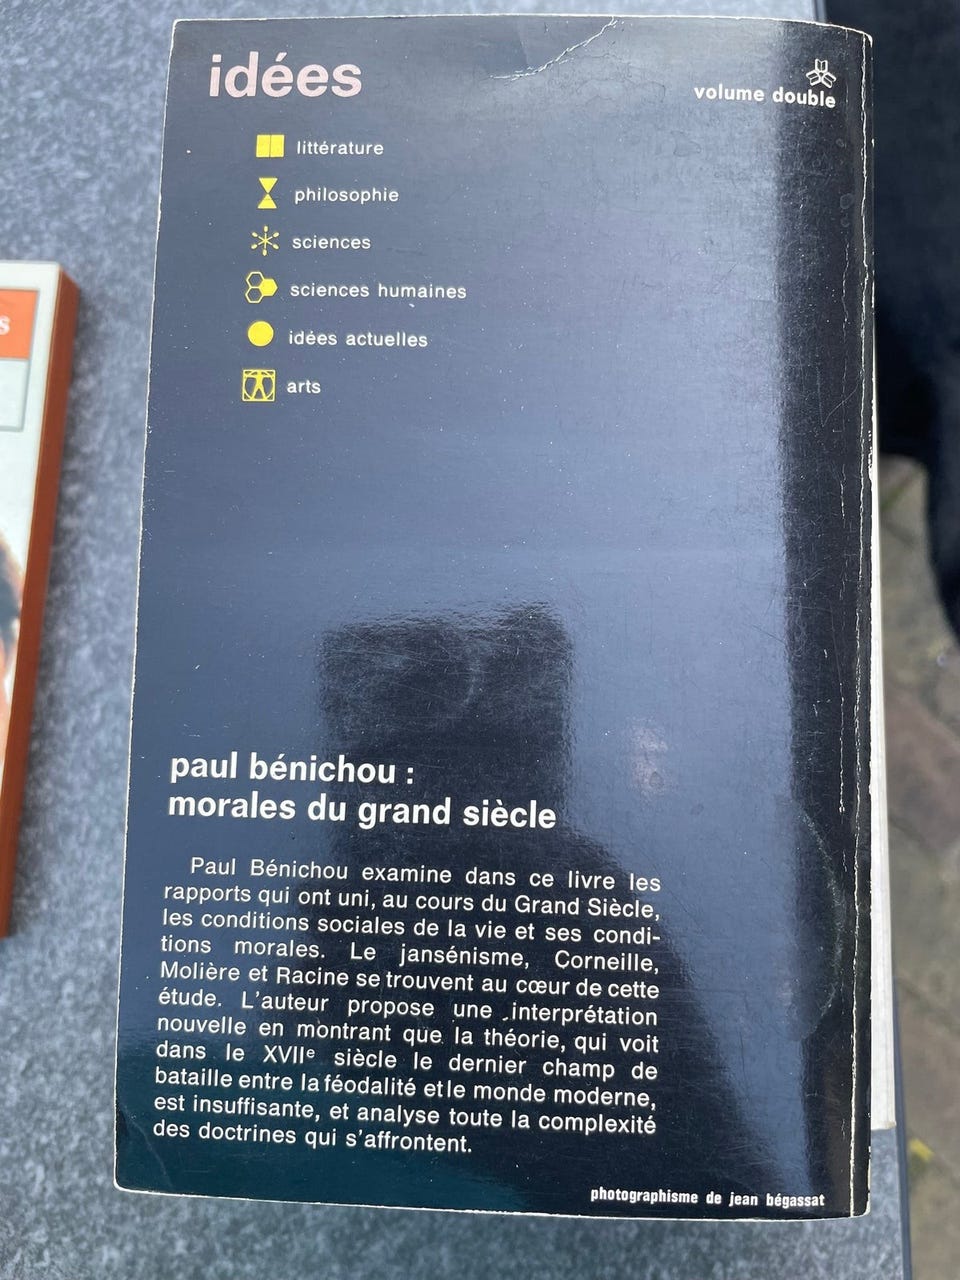 idées
volume double
littérature
philosophie
sciences
sciences humaines
idées actuelles
arts
paul bénichou :
morales du grand siècle
Paul Bénichou examine dans ce livre les
rapports qui ont uni, au cours du Grand Siècle,
les conditions sociales de la vie et ses condi-
tions morales. Le jansénisme, Corneille,
Molière et Racine se trouvent au cœur de cette
étude. L'auteur propose une interprétation
nouvelle en montrant que la théorie, qui voit
dans le XVIIe siècle le dernier champ de
bataille entre la féodalité et le monde moderne,
est insuffisante, et analyse toute la complexité
des doctrines qui s'affrontent.
photographisme de jean bégassat
s